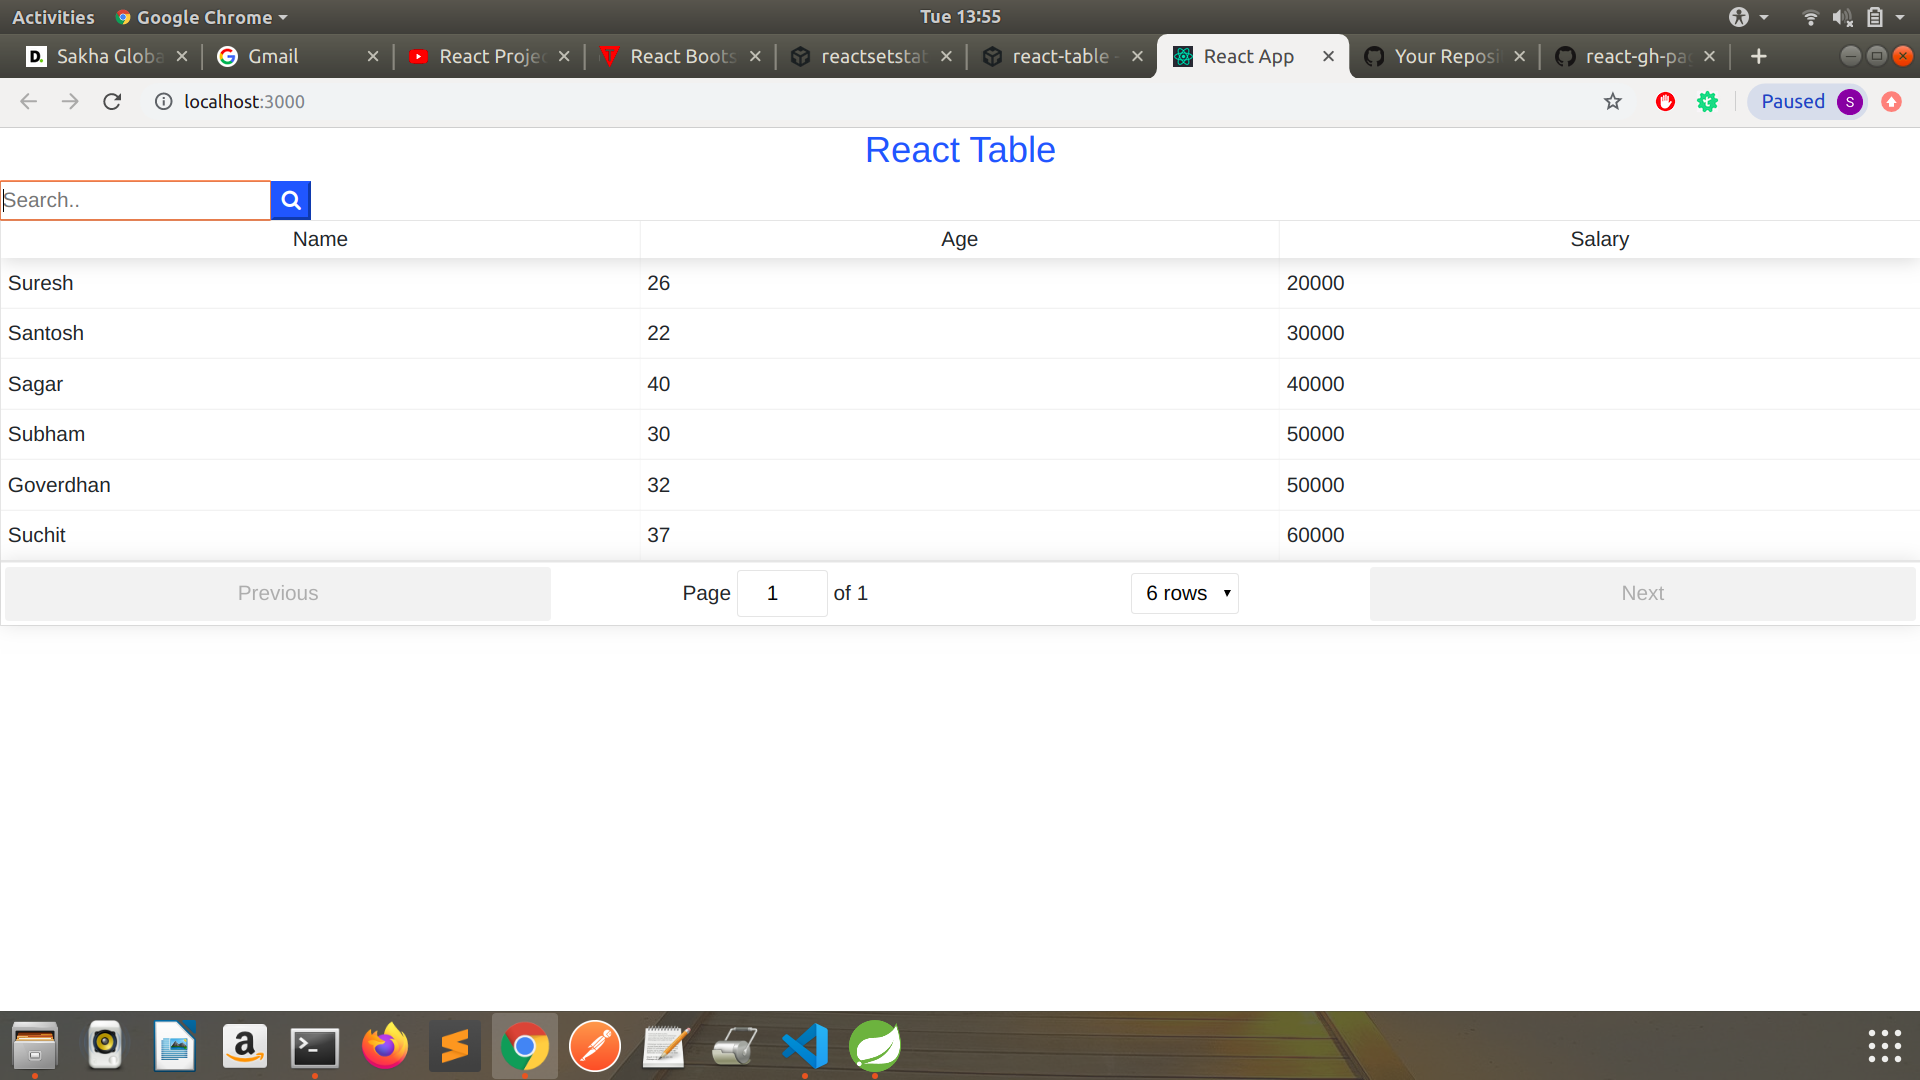 Activities Google Chrome Tue 13:55
Sakha Globa Gmail React Projec React Boots reactsetstat react-table - React App Your Reposi react-gh-pag
localhost:3000 Paused S
React Table
Search..
Name Age Salary
Suresh 26 20000
Santosh 22 30000
Sagar 40 40000
Subham 30 50000
Goverdhan 32 50000
Suchit 37 60000
Previous Page 1 of 1 6 rows Next